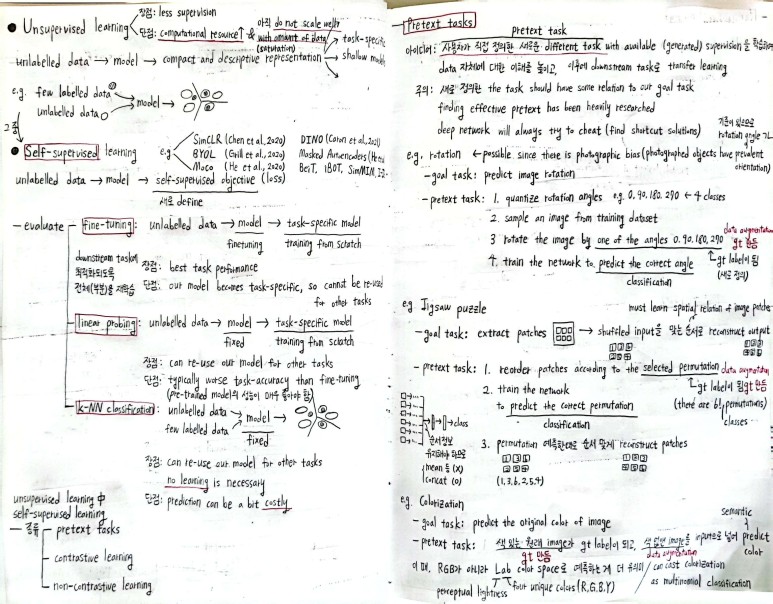 ● Unsupervised learning
장점: less supervision
단점: computational resource↑ & 아직 do not scale well with amount of data (saturation)
unlabelled data → model → compact and descriptive representation
task-specific
shallow model
e.g. few labelled data
unlabelled data
model →
● Self-supervised learning
e.g.
SimCLR (Chen et al., 2020)
BYOL (Grill et al., 2020)
MoCo (He et al., 2020)
DINO (Caron et al., 2021)
Masked Autoencoders
BeiT, IBOT, SimMIM,
unlabelled data → model → self-supervised objective (loss)
새로 define
— evaluate
fine-tuning: unlabelled data → model → task-specific model
finetuning
training from scratch
downstream task에
최적화되도록
전체(부분)을 재학습
장점: best task performance
단점: our model becomes task-specific, so cannot be re-used
for other tasks
linear probing: unlabelled data → model → task-specific model
fixed
training from scratch
장점: can re-use our model for other tasks
단점: typically worse task-accuracy than fine-tuning
(pre-trained model의 성능이 매우 좋아야 함)
k-NN classification: unlabelled data
few labelled data
model →
fixed
장점: can re-use our model for other tasks
no learning is necessary
단점: prediction can be a bit costly
unsupervised learning 中
self-supervised learning
— 종류
pretext tasks
contrastive learning
non-contrastive learning
— Pretext tasks
pretext task
아이디어: 사용자가 직접 정의한 새로운 different task with available (generated) supervision을 학습하여
data 자체에 대한 이해를 높이고, 이후에 downstream task로 transfer learning
주의: 새로 정의한 the task should have some relation to our goal task
finding effective pretext has been heavily researched
deep network will always try to cheat (find shortcut solutions)
e.g. rotation ← possible since there is photographic bias (photographed objects have prevalent
orientation)
- goal task: predict image rotation
- pretext task: 1. quantize rotation angles e.g. 0, 90, 180, 270 ← 4 classes
2. sample an image from training dataset
3. rotate the image by one of the angles 0, 90, 180, 270
data augmentation
gt 만듦
4. train the network to predict the correct angle
classification
gt label이 됨
(새로 정의)
e.g. Jigsaw puzzle
must learn spatial relation of image patches
- goal task: extract patches → shuffled input을 맞는 순서로 reconstruct output
- pretext task: 1. reorder patches according to the selected permutation
data augmentation
gt label이 됨 gt 만듦
2. train the network
to predict the correct permutation
classification
(there are 6!, permutations)
classes
→ class
순서정보
유지해야 하므로
mean 등 (X)
concat (O)
3. permutation 예측한대로 순서 맞게 reconstruct patches
(1,3,6,2,5,4)
e.g. Colorization
- goal task: predict the original color of image
- pretext task: 색 있는 원래 image가 gt label이 되고, 색 없앤 image를 input으로 넣어 predict
color
semantic
gt 만듦
data augmentation
이 때, RGB가 아니라 Lab color space로 예측하는 게 더 유리
perceptual lightness
four unique colors (R,G,B,Y)
can cast colorization
as multinomial classification